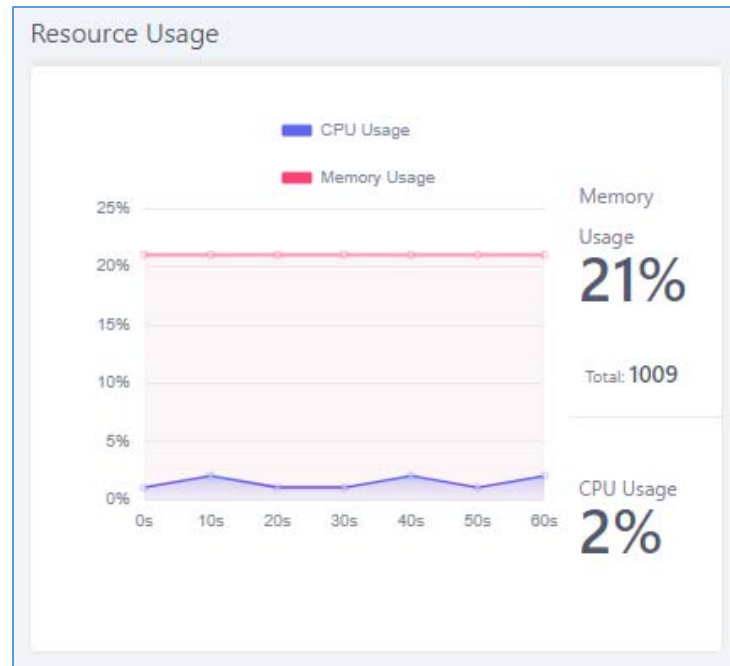 Resource Usage
CPU Usage
Memory Usage
25%
20%
15%
10%
5%
0%
0s 10s 20s 30s 40s 50s 60s
Memory
Usage
21%
Total: 1009
CPU Usage
2%